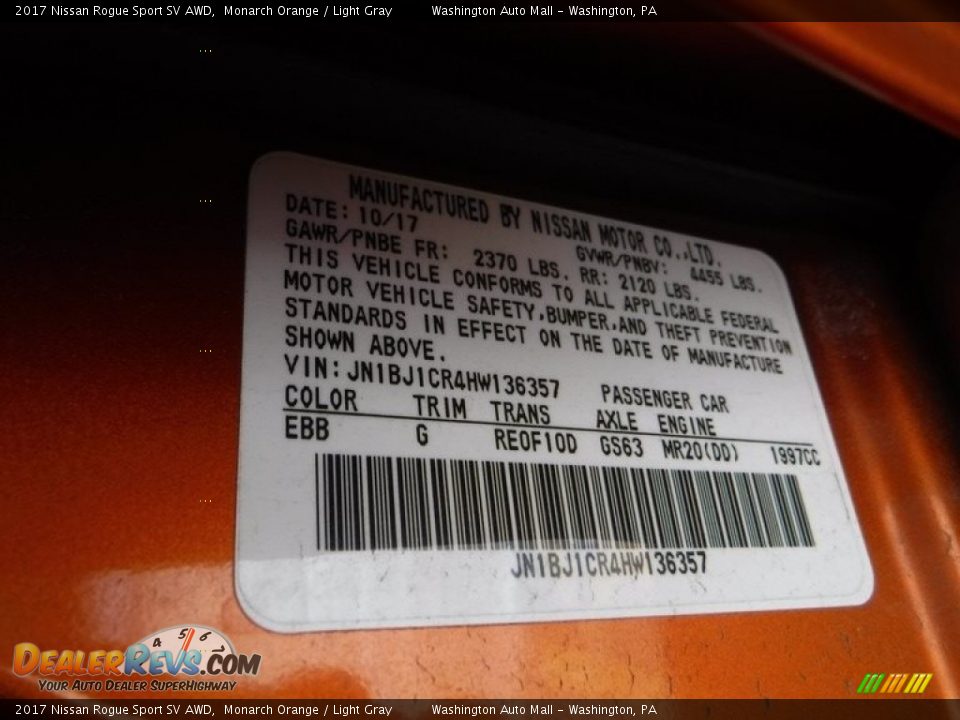 2017 Nissan Rogue Sport SV AWD, Monarch Orange / Light Gray Washington Auto Mall - Washington, PA
MANUFACTURED BY NISSAN MOTOR CO.,LTD.
DATE: 10/17 GVWR/PNBV: 4455 LBS.
GAWR/PNBE FR: 2370 LBS. RR: 2120 LBS.
THIS VEHICLE CONFORMS TO ALL APPLICABLE FEDERAL
MOTOR VEHICLE SAFETY,BUMPER,AND THEFT PREVENTION
STANDARDS IN EFFECT ON THE DATE OF MANUFACTURE
SHOWN ABOVE.
VIN: JN1BJ1CR4HW136357 PASSENGER CAR
COLOR TRIM TRANS AXLE ENGINE
EBB G RE0F10D GS63 MR20(DD) 1997CC
JN1BJ1CR4HW136357
4 5 6
DEALERREVS.COM
YOUR AUTO DEALER SUPERHIGHWAY
2017 Nissan Rogue Sport SV AWD, Monarch Orange / Light Gray Washington Auto Mall - Washington, PA